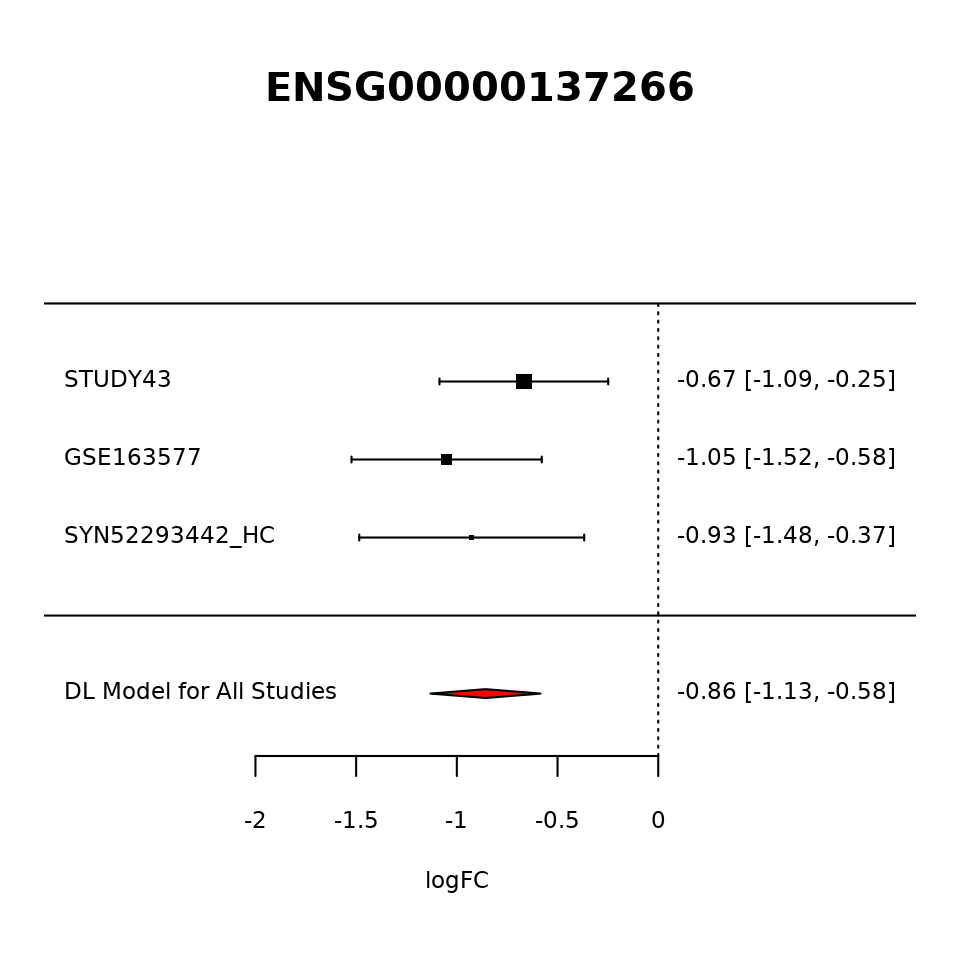 ENSG00000137266
STUDY43 -0.67 [-1.09, -0.25]
GSE163577 -1.05 [-1.52, -0.58]
SYN52293442_HC -0.93 [-1.48, -0.37]
DL Model for All Studies -0.86 [-1.13, -0.58]
-2 -1.5 -1 -0.5 0
logFC